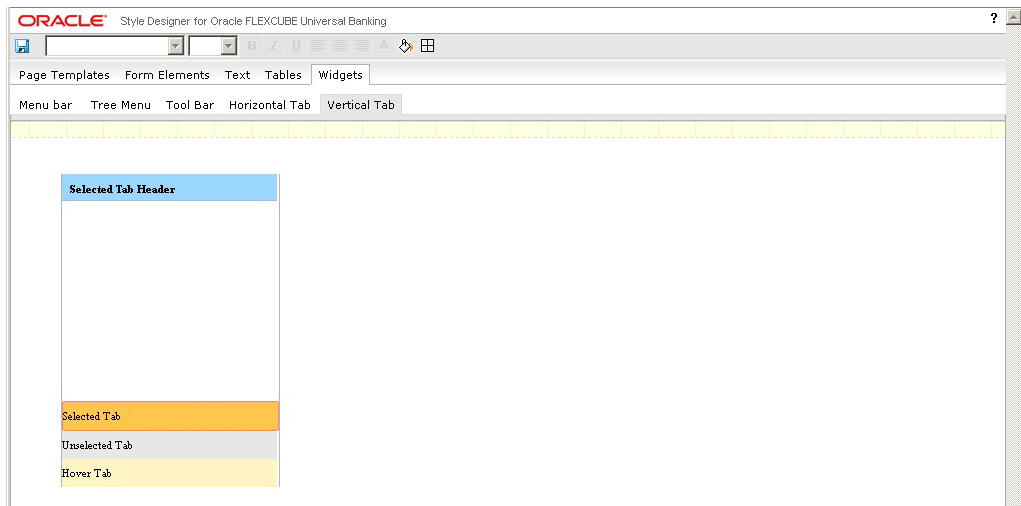 ORACLE Style Designer for Oracle FLEXCUBE Universal Banking ?
B I U A
Page Templates Form Elements Text Tables Widgets
Menu bar Tree Menu Tool Bar Horizontal Tab Vertical Tab
Selected Tab Header
Selected Tab
Unselected Tab
Hover Tab